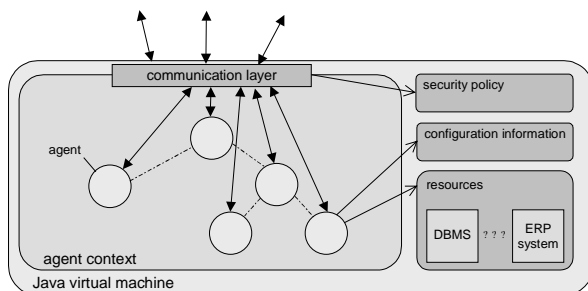 communication layer
security policy
configuration information
agent
resources
DBMS
? ? ?
ERP
system
agent context
Java virtual machine